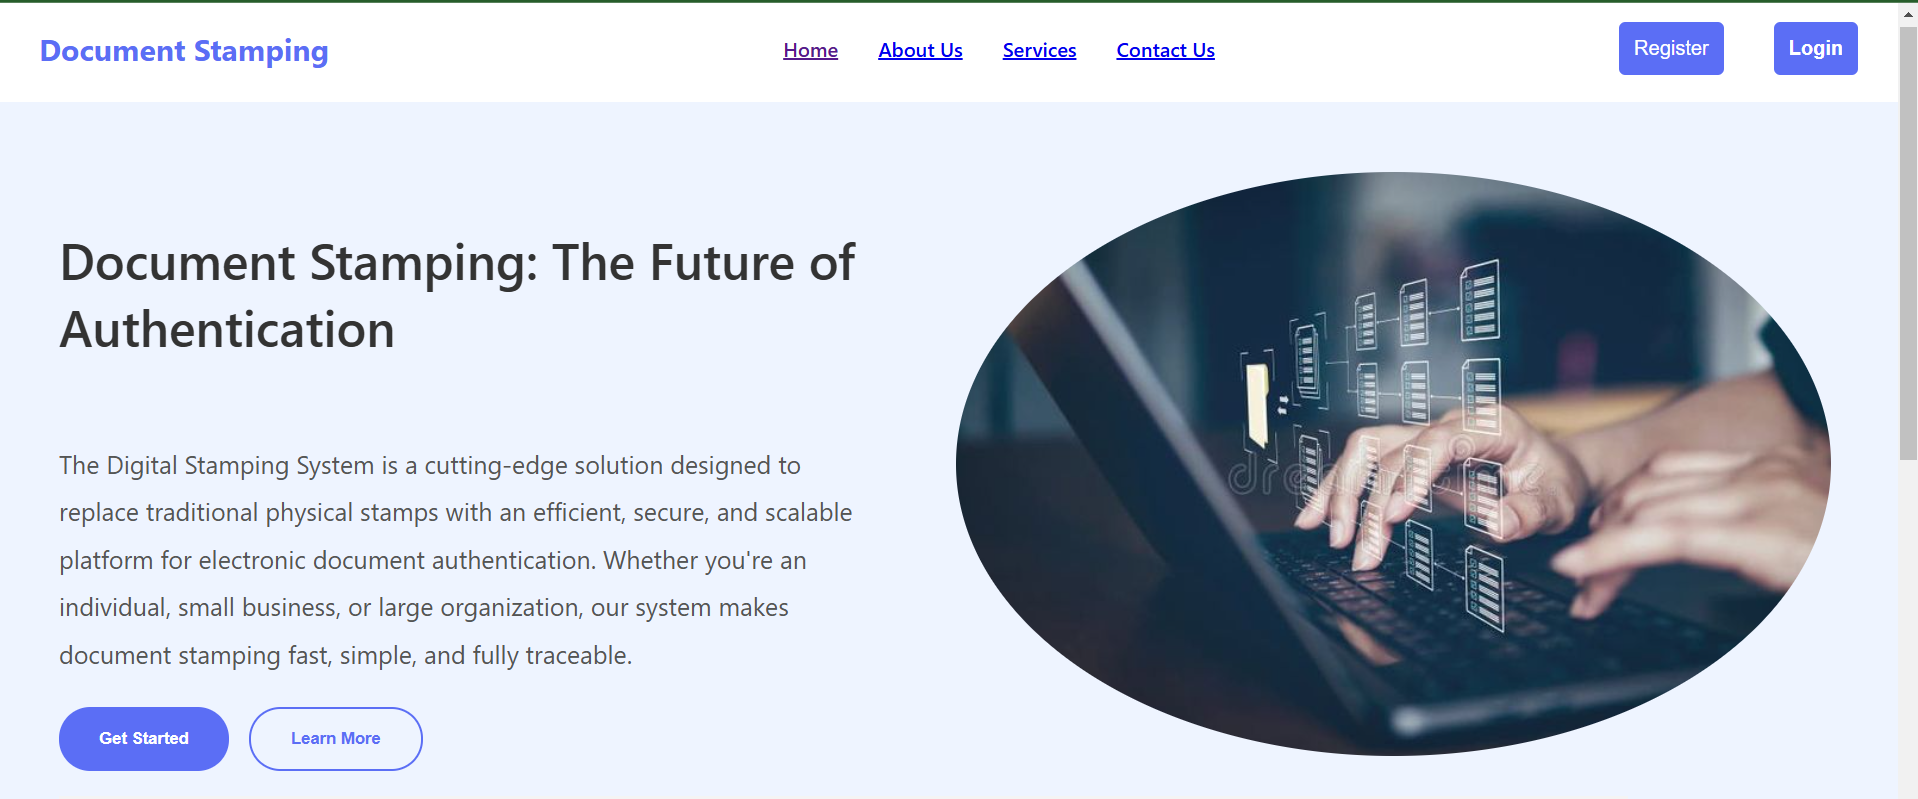 Document Stamping
Home About Us Services Contact Us
Register Login
Document Stamping: The Future of
Authentication
The Digital Stamping System is a cutting-edge solution designed to
replace traditional physical stamps with an efficient, secure, and scalable
platform for electronic document authentication. Whether you're an
individual, small business, or large organization, our system makes
document stamping fast, simple, and fully traceable.
Get Started Learn More